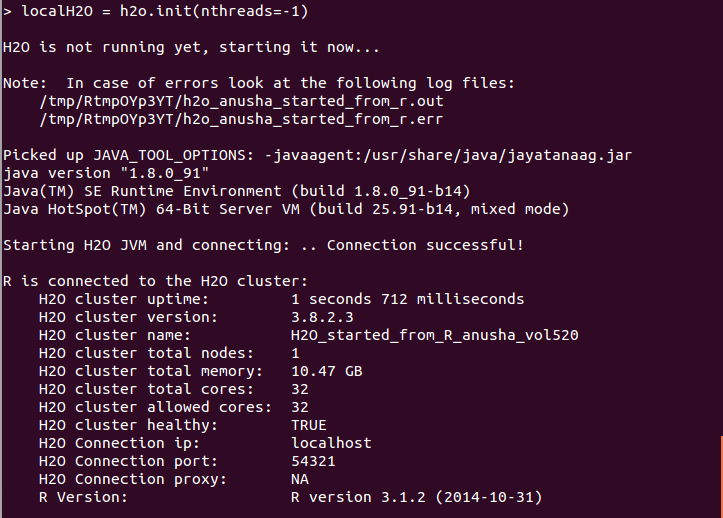 > localH2O = h2o.init(nthreads=-1)
H2O is not running yet, starting it now...
Note:  In case of errors look at the following log files:
    /tmp/RtmpOYp3YT/h2o_anusha_started_from_r.out
    /tmp/RtmpOYp3YT/h2o_anusha_started_from_r.err
Picked up JAVA_TOOL_OPTIONS: -javaagent:/usr/share/java/jayatanaag.jar
java version "1.8.0_91"
Java(TM) SE Runtime Environment (build 1.8.0_91-b14)
Java HotSpot(TM) 64-Bit Server VM (build 25.91-b14, mixed mode)
Starting H2O JVM and connecting: .. Connection successful!
R is connected to the H2O cluster:
    H2O cluster uptime:         1 seconds 712 milliseconds
    H2O cluster version:        3.8.2.3
    H2O cluster name:           H2O_started_from_R_anusha_vol520
    H2O cluster total nodes:    1
    H2O cluster total memory:   10.47 GB
    H2O cluster total cores:    32
    H2O cluster allowed cores:  32
    H2O cluster healthy:        TRUE
    H2O Connection ip:          localhost
    H2O Connection port:        54321
    H2O Connection proxy:       NA
    R Version:                  R version 3.1.2 (2014-10-31)